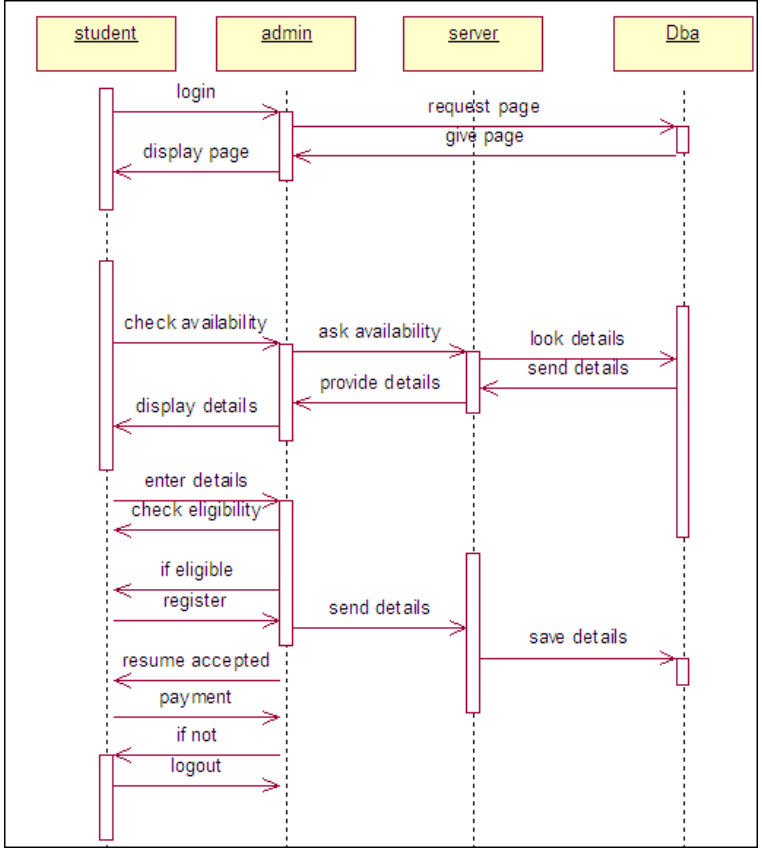 student
admin
server
Dba
login
request page
give page
display page
check availability
ask availability
look details
send details
provide details
display details
enter details
check eligibility
if eligible
register
send details
save details
resume accepted
payment
if not
logout